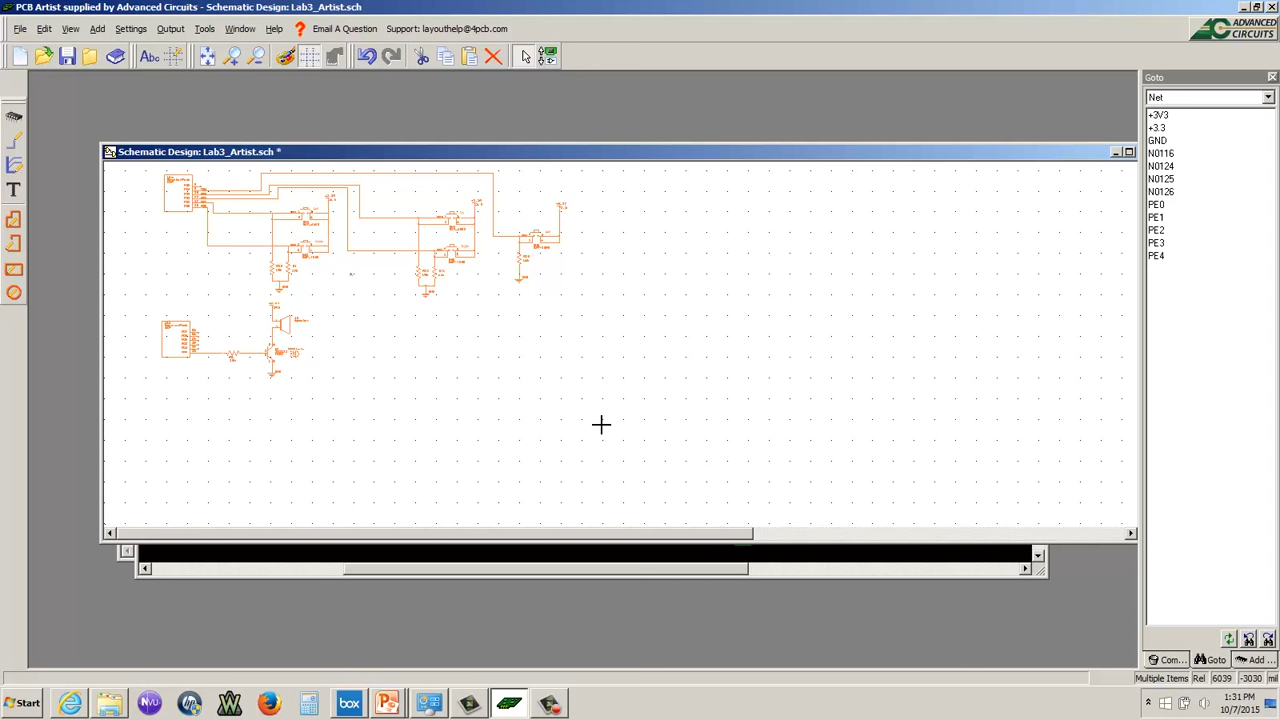 PCB Artist supplied by Advanced Circuits - Schematic Design: Lab3_Artist.sch
File Edit View Add Settings Output Tools Window Help ? Email A Question Support: layouthelp@4pcb.com
ADVANCED
CIRCUITS
Abc
Goto
Net
Schematic Design: Lab3_Artist.sch *
+3V3
+3.3
GND
N0116
N0124
N0125
N0126
PE0
PE1
PE2
PE3
PE4
T
Com... Goto Add ...
Multiple Items Rel 6039 -3030 mil
Start NVU hp W box 1:31 PM
10/7/2015